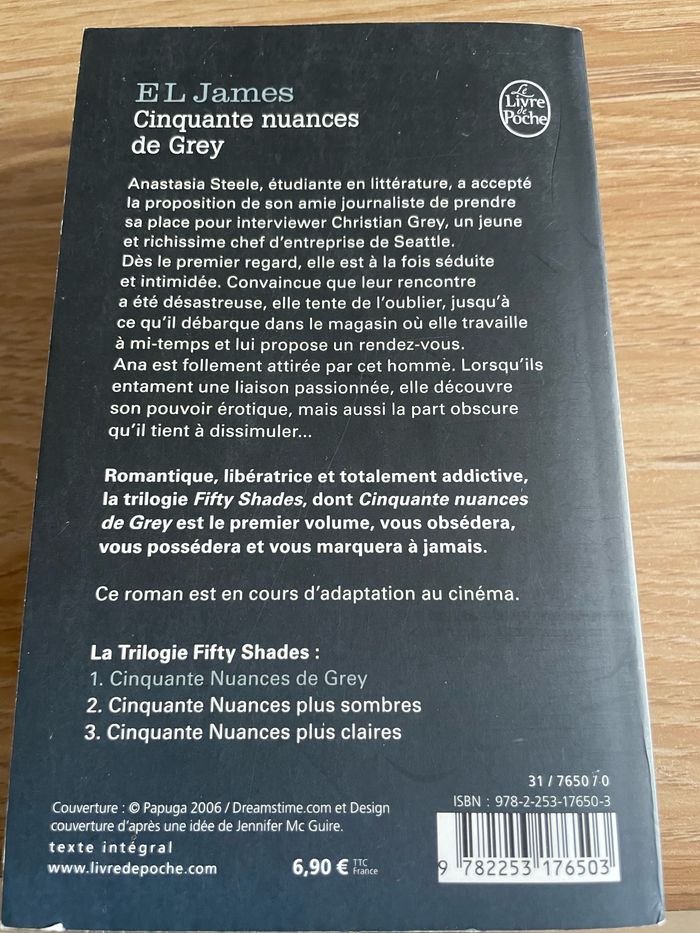 E L James
Cinquante nuances
de Grey
Le
Livre
de
Poche
Anastasia Steele, étudiante en littérature, a accepté
la proposition de son amie journaliste de prendre
sa place pour interviewer Christian Grey, un jeune
et richissime chef d'entreprise de Seattle.
Dès le premier regard, elle est à la fois séduite
et intimidée. Convaincue que leur rencontre
a été désastreuse, elle tente de l'oublier, jusqu'à
ce qu'il débarque dans le magasin où elle travaille
à mi-temps et lui propose un rendez-vous.
Ana est follement attirée par cet homme. Lorsqu'ils
entament une liaison passionnée, elle découvre
son pouvoir érotique, mais aussi la part obscure
qu'il tient à dissimuler...
Romantique, libératrice et totalement addictive,
la trilogie Fifty Shades, dont Cinquante nuances
de Grey est le premier volume, vous obsédera,
vous possédera et vous marquera à jamais.
Ce roman est en cours d'adaptation au cinéma.
La Trilogie Fifty Shades :
1. Cinquante Nuances de Grey
2. Cinquante Nuances plus sombres
3. Cinquante Nuances plus claires
Couverture : © Papuga 2006 / Dreamstime.com et Design
couverture d'après une idée de Jennifer Mc Guire.
texte intégral
www.livredepoche.com
6,90 € TTC
France
31 / 7650 / 0
ISBN : 978-2-253-17650-3
9 782253 176503